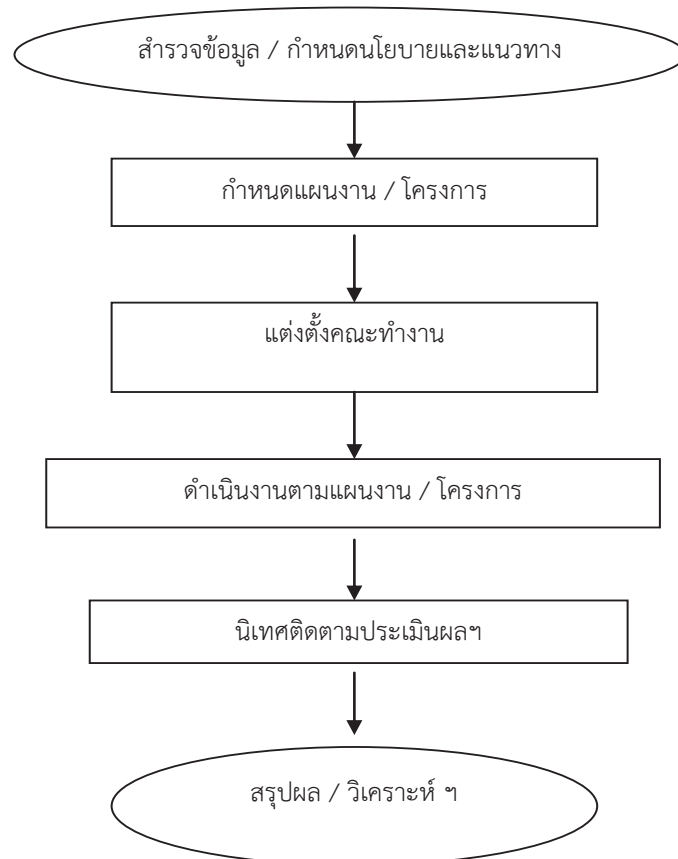 สำรวจข้อมูล / กำหนดนโยบายและแนวทาง
กำหนดแผนงาน / โครงการ
แต่งตั้งคณะทำงาน
ดำเนินงานตามแผนงาน / โครงการ
นิเทศติดตามประเมินผลฯ
สรุปผล / วิเคราะห์ ฯ